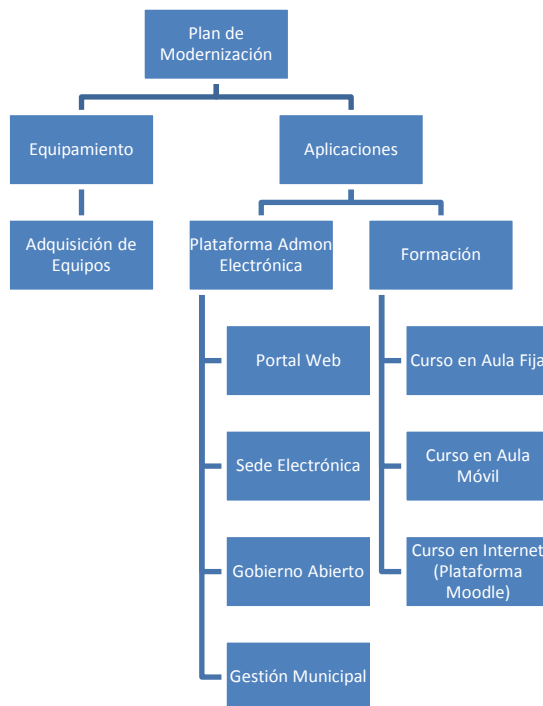 Plan de
Modernización
Equipamiento
Aplicaciones
Adquisición de
Equipos
Plataforma Admon
Electrónica
Formación
Portal Web
Curso en Aula Fija
Sede Electrónica
Curso en Aula
Móvil
Gobierno Abierto
Curso en Internet
(Plataforma
Moodle)
Gestión Municipal